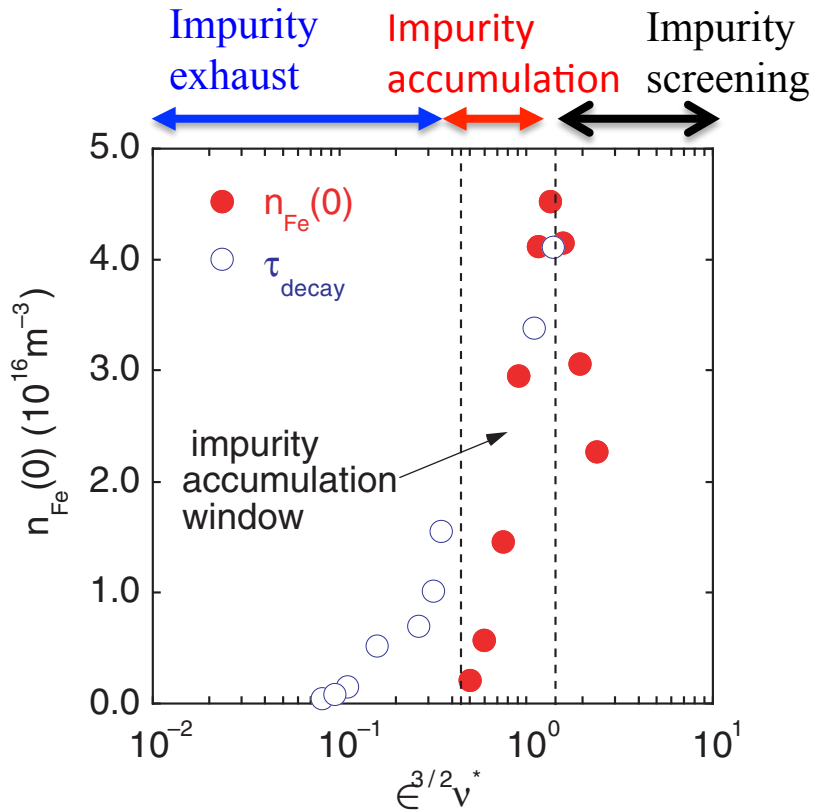 Impurity exhaust
Impurity accumulation
Impurity screening
5.0
4.0
3.0
2.0
1.0
0.0
n_Fe(0) (10^16 m^−3)
n_Fe(0)
τ_decay
impurity
accumulation
window
10^−2
10^−1
10^0
10^1
ϵ^3/2 ν^*